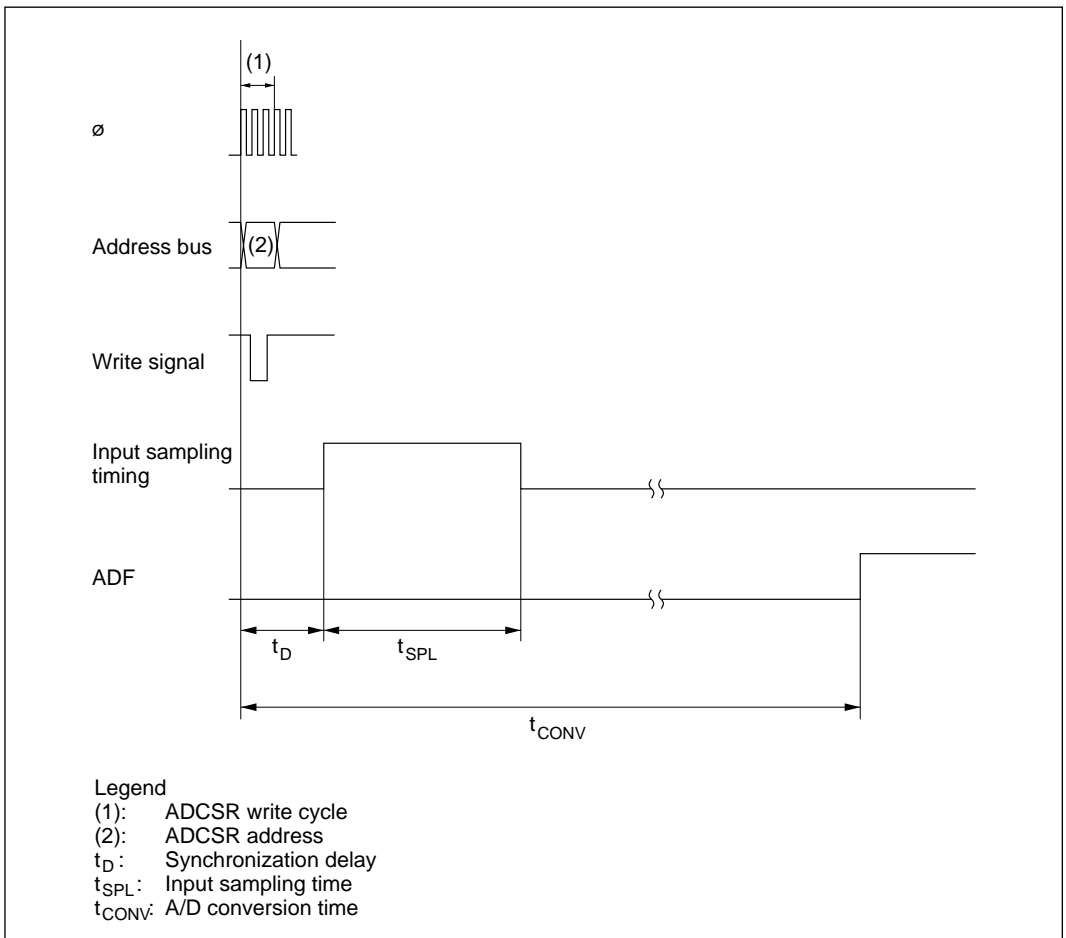 (1)
ø
Address bus
(2)
Write signal
Input sampling
timing
ADF
tD
tSPL
tCONV
Legend
(1): ADCSR write cycle
(2): ADCSR address
tD : Synchronization delay
tSPL : Input sampling time
tCONV: A/D conversion time